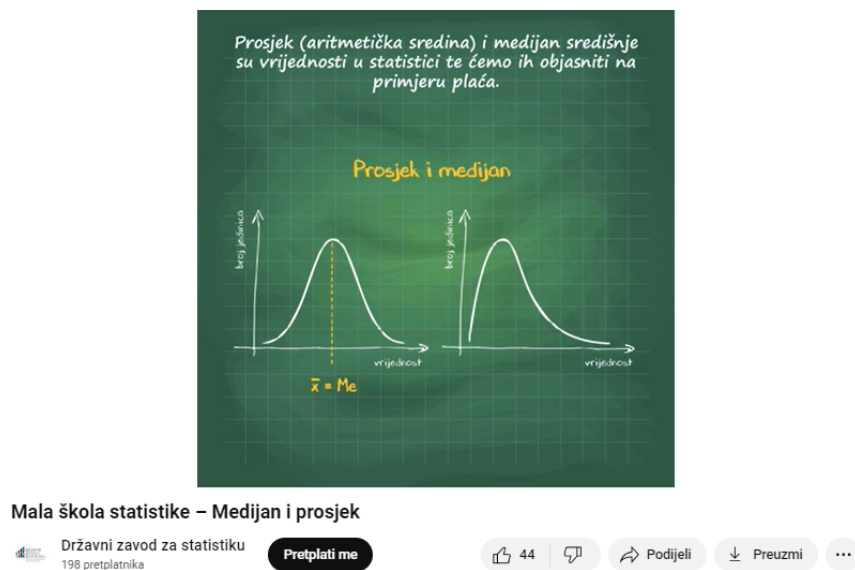 Prosjek (aritmetička sredina) i medijan središnje
su vrijednosti u statistici te ćemo ih objasniti na
primjeru plaća.
Prosjek i medijan
broj jedinica
vrijednost
x̄ = Me
broj jedinica
vrijednost
Mala škola statistike – Medijan i prosjek
Državni zavod za statistiku
198 pretplatnika
Pretplati me
44
Podijeli
Preuzmi
...